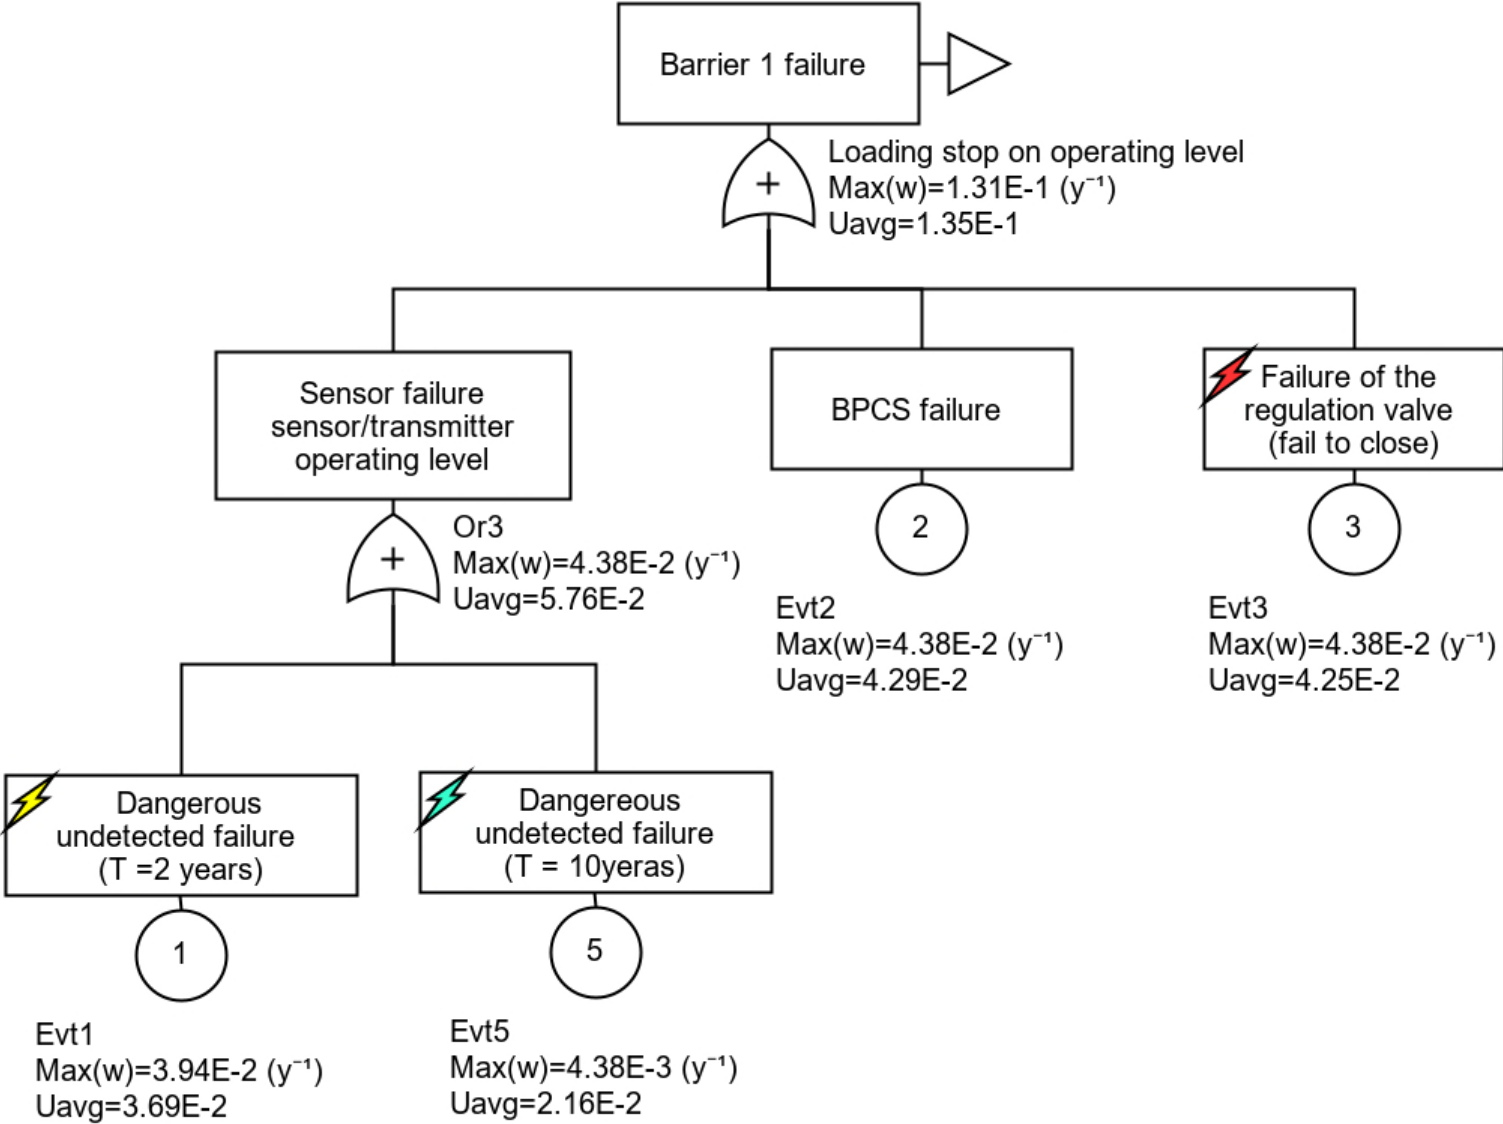 Barrier 1 failure
+
Loading stop on operating level
Max(w)=1.31E-1 (y⁻¹)
Uavg=1.35E-1
Sensor failure
sensor/transmitter
operating level
BPCS failure
Failure of the
regulation valve
(fail to close)
+
Or3
Max(w)=4.38E-2 (y⁻¹)
Uavg=5.76E-2
2
Evt2
Max(w)=4.38E-2 (y⁻¹)
Uavg=4.29E-2
3
Evt3
Max(w)=4.38E-2 (y⁻¹)
Uavg=4.25E-2
Dangerous
undetected failure
(T =2 years)
Dangereous
undetected failure
(T = 10yeras)
1
Evt1
Max(w)=3.94E-2 (y⁻¹)
Uavg=3.69E-2
5
Evt5
Max(w)=4.38E-3 (y⁻¹)
Uavg=2.16E-2